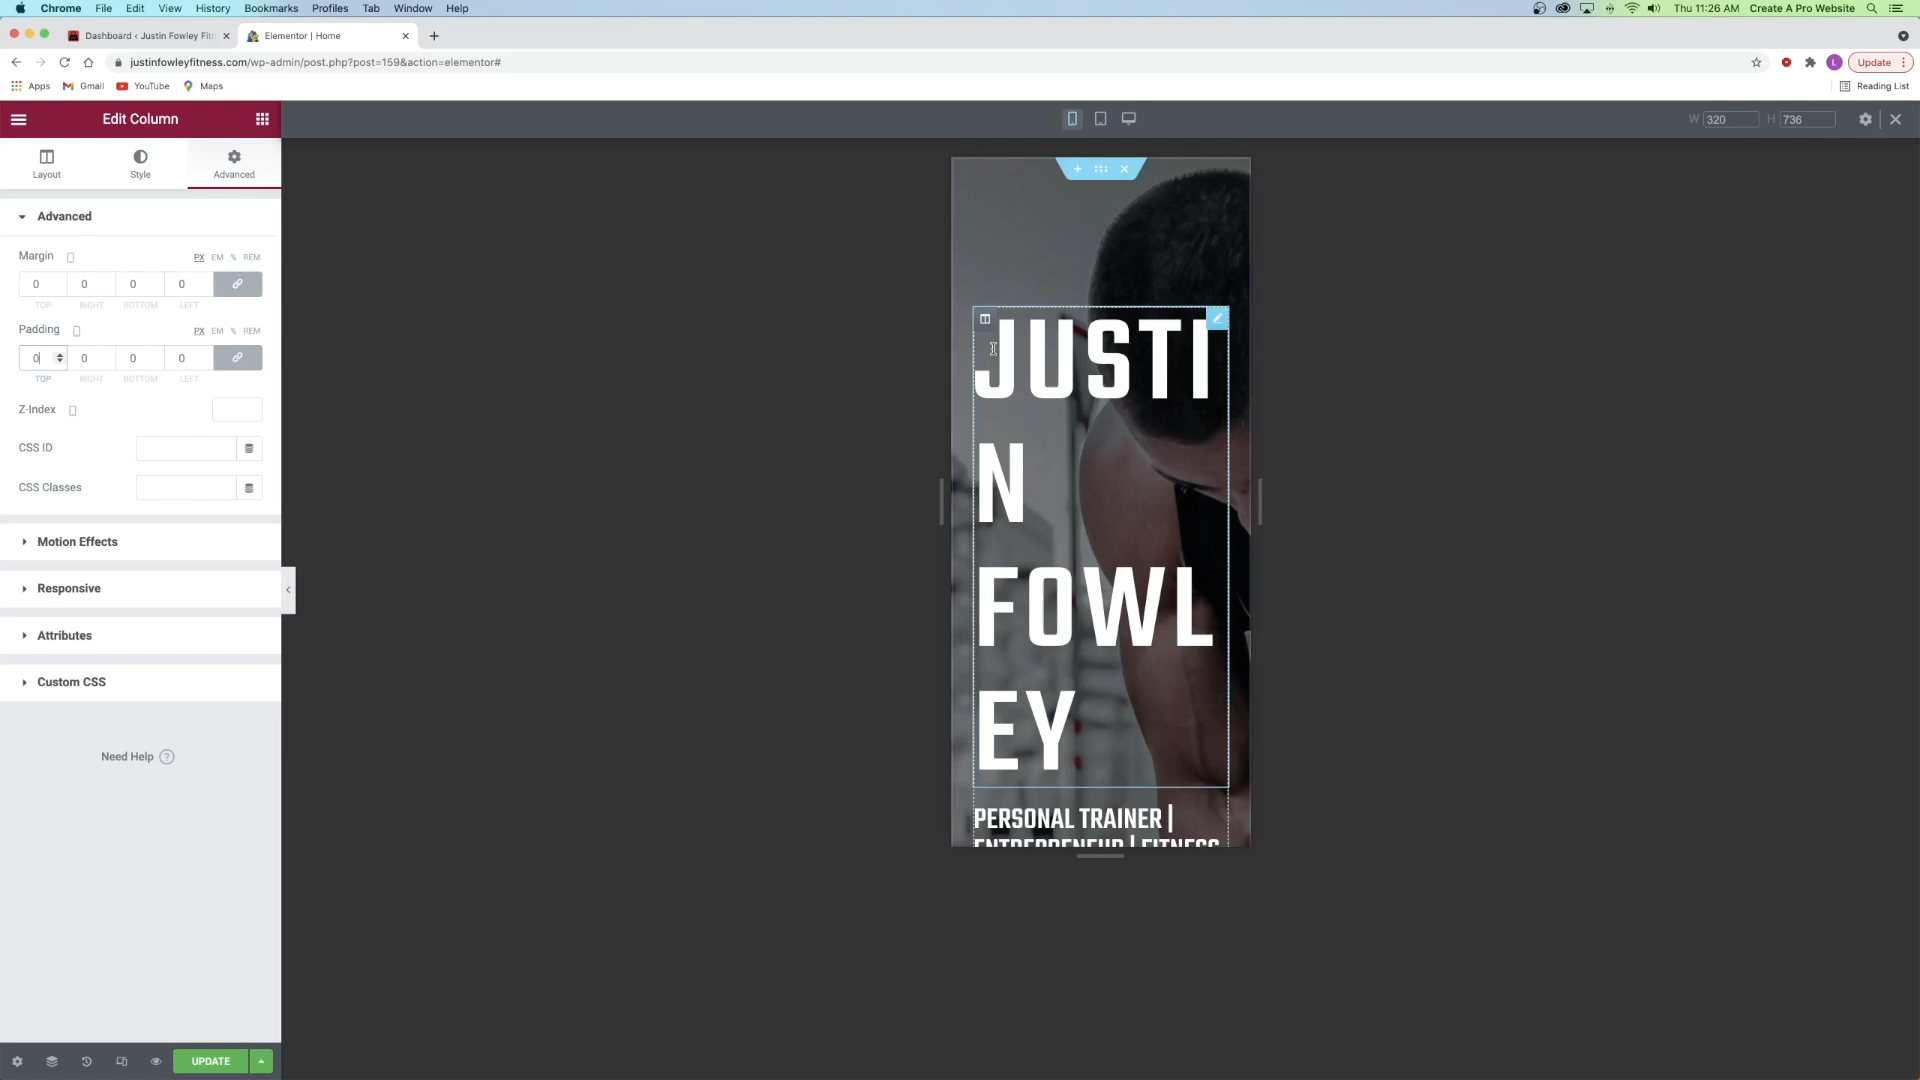 Chrome File Edit View History Bookmarks Profiles Tab Window Help
Thu 11:26 AM Create A Pro Website
Dashboard ‹ Justin Fowley Fitn
Elementor | Home
justinfowleyfitness.com/wp-admin/post.php?post=159&action=elementor#
L
Update
Apps Gmail YouTube Maps
Reading List
Edit Column
W 320 H 736
Layout Style Advanced
Advanced
Margin PX EM % REM
0 0 0 0
TOP RIGHT BOTTOM LEFT
Padding PX EM % REM
0 0 0 0
TOP RIGHT BOTTOM LEFT
Z-Index
CSS ID
CSS Classes
Motion Effects
Responsive
Attributes
Custom CSS
Need Help ?
UPDATE
JUSTI
N
FOWL
EY
PERSONAL TRAINER |
ENTREPRENEUR | FITNESS